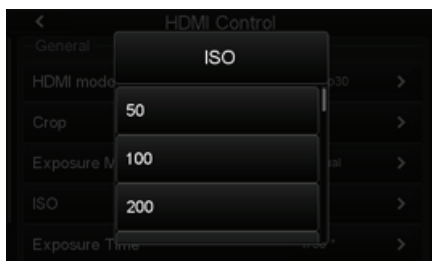 HDMI Control
General
ISO
HDMI mode
50
Crop
100
Exposure M
200
ISO
Exposure Time